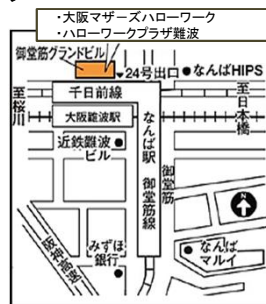 ・大阪マザーズハローワーク
・ハローワークプラザ難波
御堂筋グランドビル
24号出口
なんばHIPS
至桜川
千日前線
至日本橋
大阪難波駅
なんば駅 御堂筋線
御堂筋
近鉄難波ビル
阪神高速
みずほ銀行
なんばマルイ
N